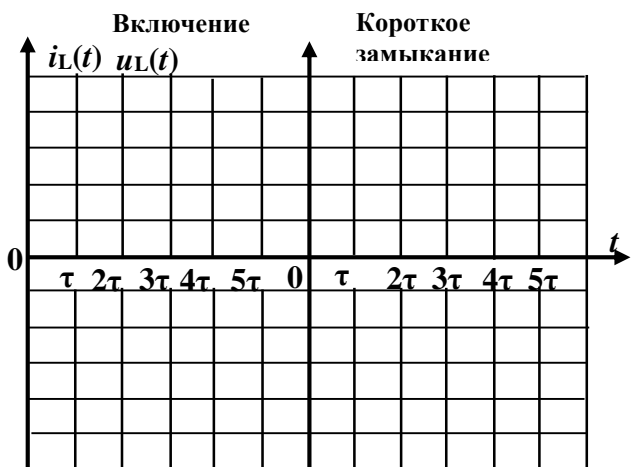 Включение Короткое
замыкание
iL(t) uL(t)
t
0 τ 2τ 3τ 4τ 5τ 0 τ 2τ 3τ 4τ 5τ